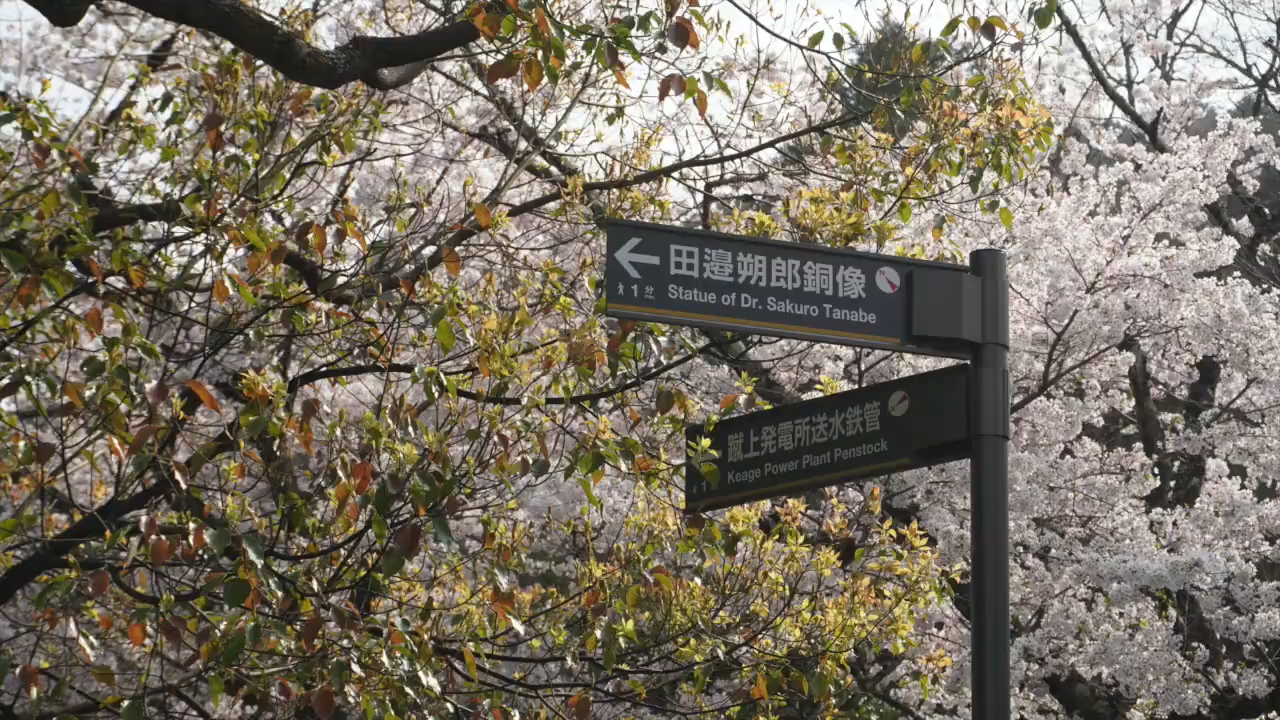 ← 田邉朔郎銅像
1分
Statue of Dr. Sakuro Tanabe
蹴上発電所送水鉄管
1
Keage Power Plant Penstock